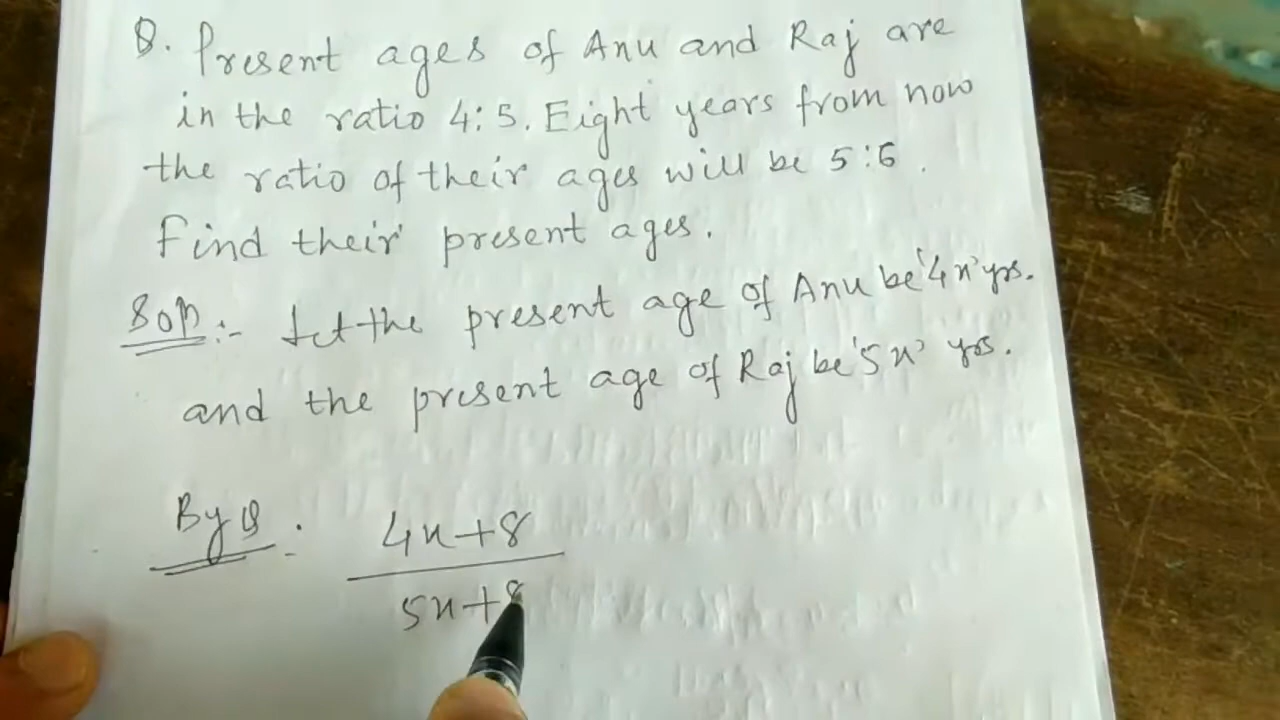 Q. Present ages of Anu and Raj are
in the ratio 4:5. Eight years from now
the ratio of their ages will be 5:6.
Find their present ages.
Sol^n:- Let the present age of Anu be '4x' yrs.
and the present age of Raj be '5x' yrs.
By Q: 4x+8
5x+8